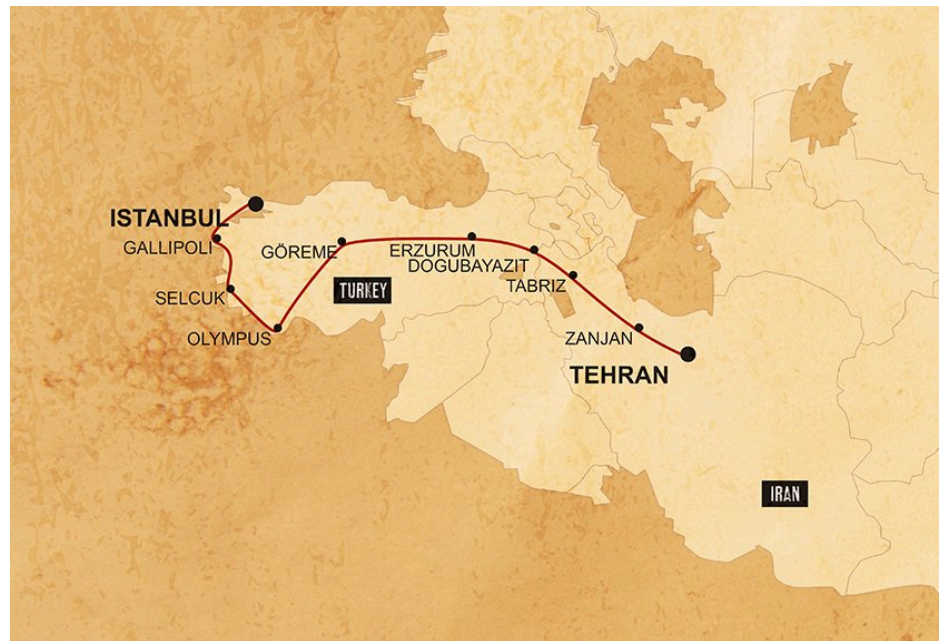 ISTANBUL
GALLIPOLI
GÖREME
ERZURUM
DOGUBAYAZIT
TABRIZ
SELCUK
TURKEY
OLYMPUS
ZANJAN
TEHRAN
IRAN